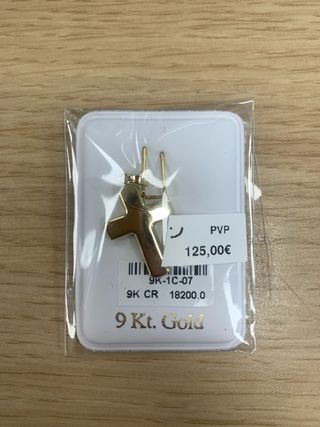 PVP
125,00€
9K-1C-07
9K CR 18200.0
9 Kt. Gold